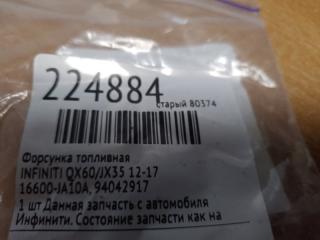 224884
старый 80374
Форсунка топливная
INFINITI QX60/JX35 12-17
16600-JA10A, 94042917
1 шт Данная запчасть с автомобиля
Инфинити. Состояние запчасти как на